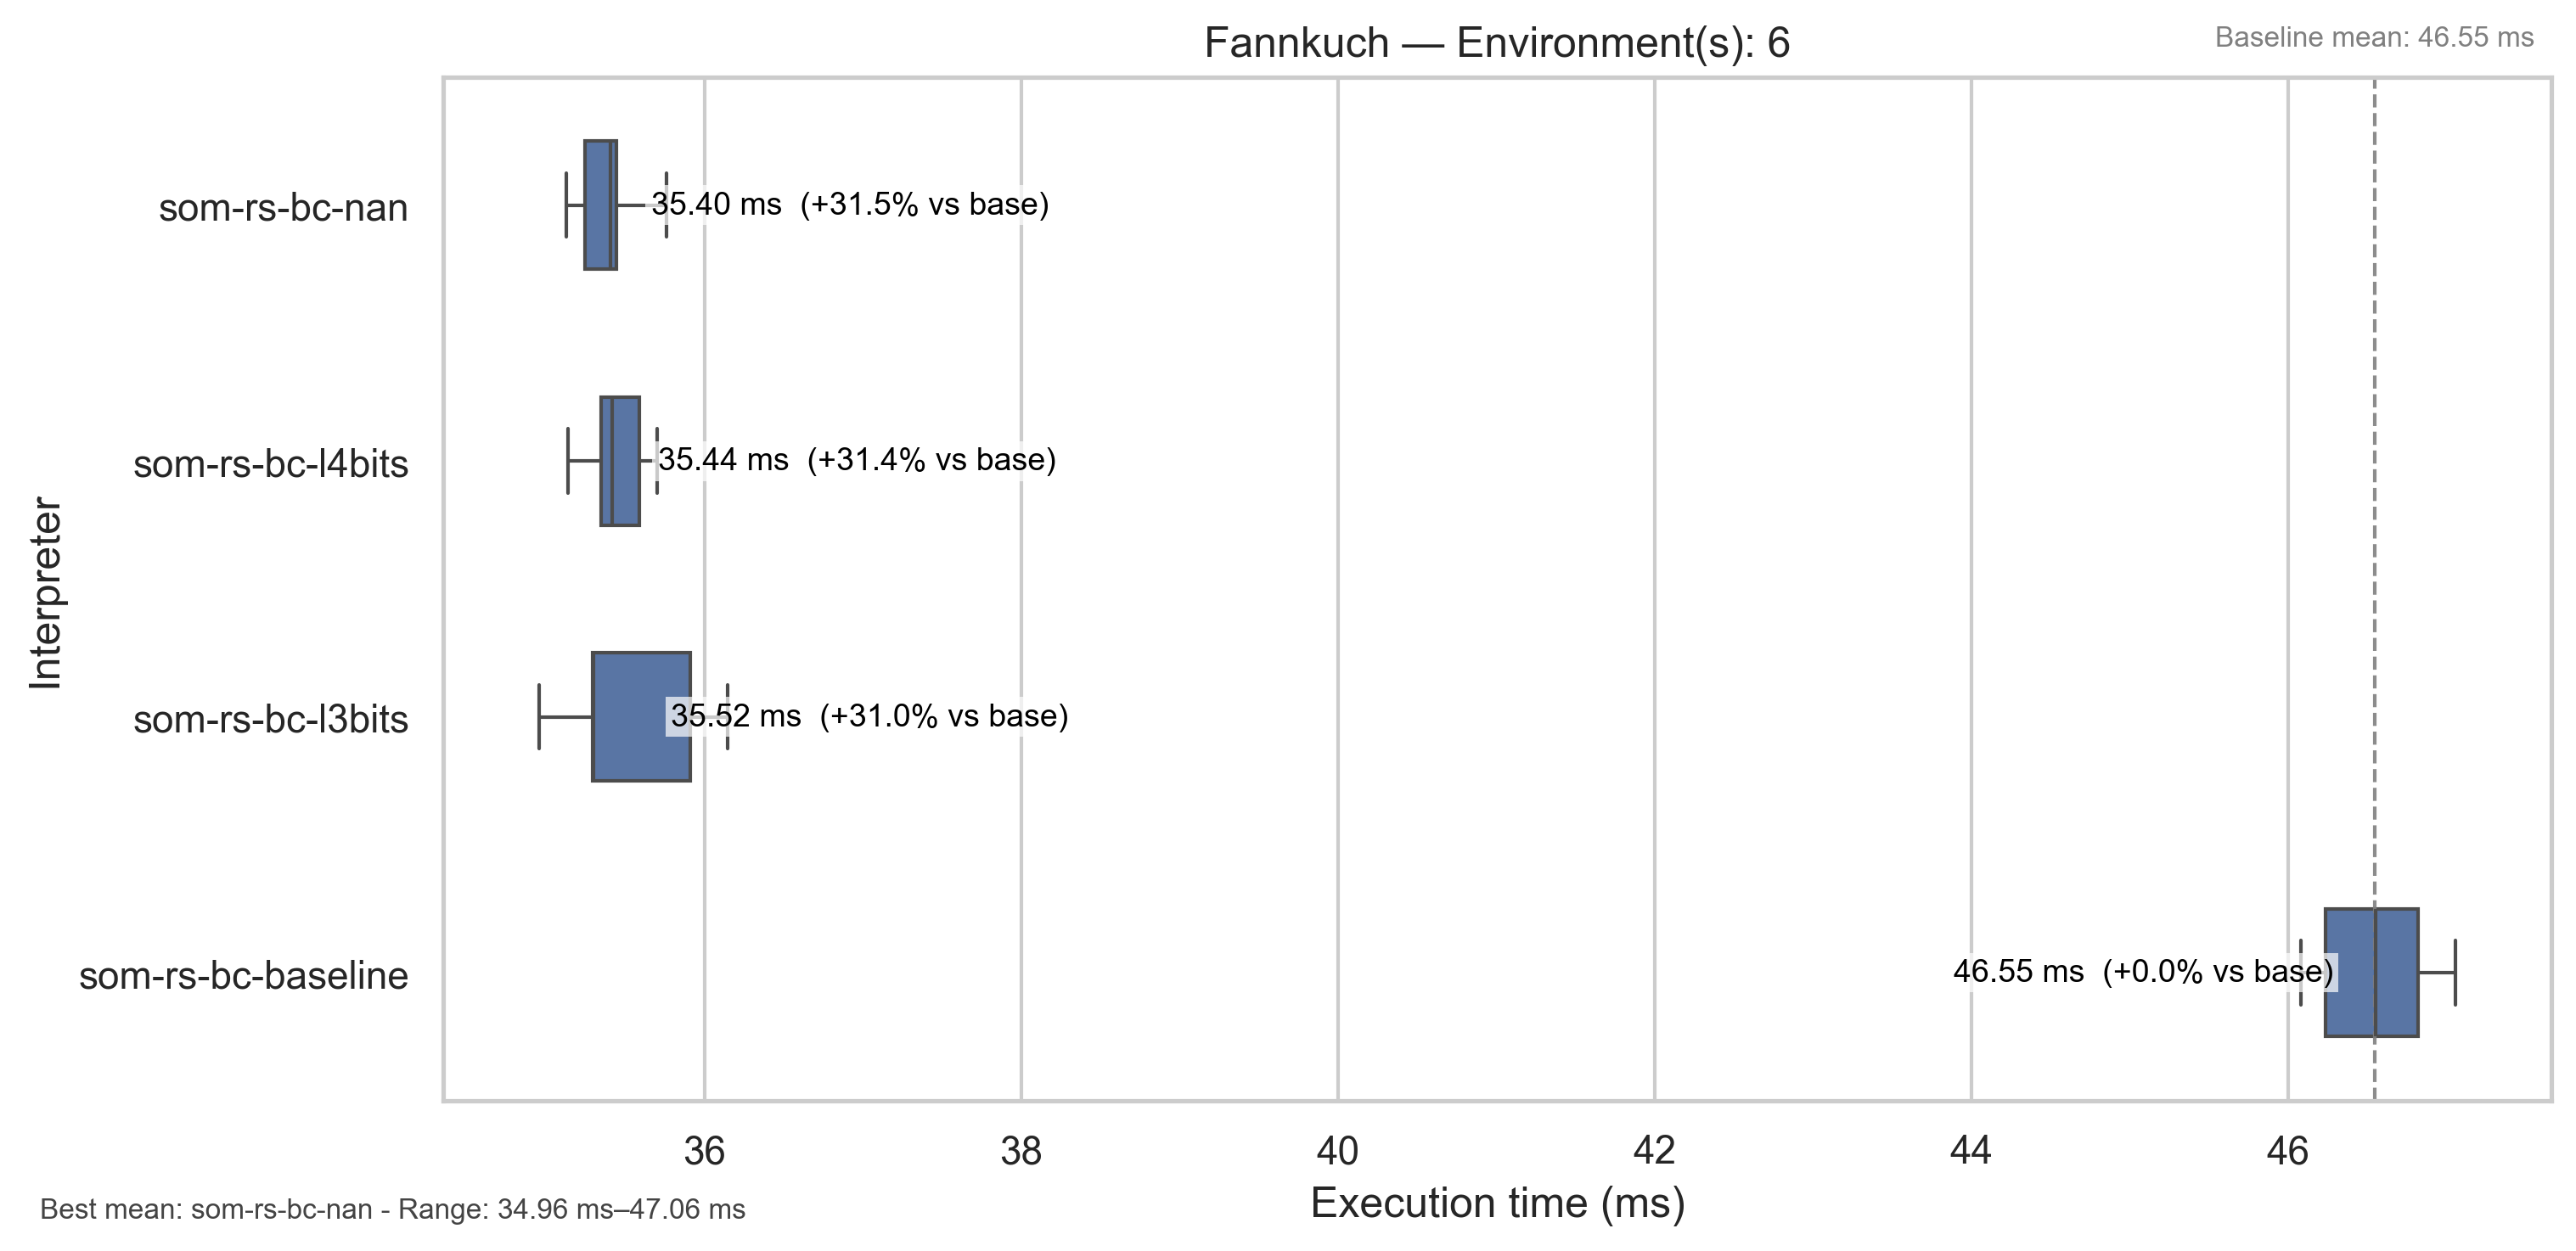 Fannkuch — Environment(s): 6
Baseline mean: 46.55 ms
Interpreter
som-rs-bc-nan
35.40 ms (+31.5% vs base)
som-rs-bc-l4bits
35.44 ms (+31.4% vs base)
som-rs-bc-l3bits
35.52 ms (+31.0% vs base)
som-rs-bc-baseline
46.55 ms (+0.0% vs base)
36 38 40 42 44 46
Execution time (ms)
Best mean: som-rs-bc-nan - Range: 34.96 ms–47.06 ms